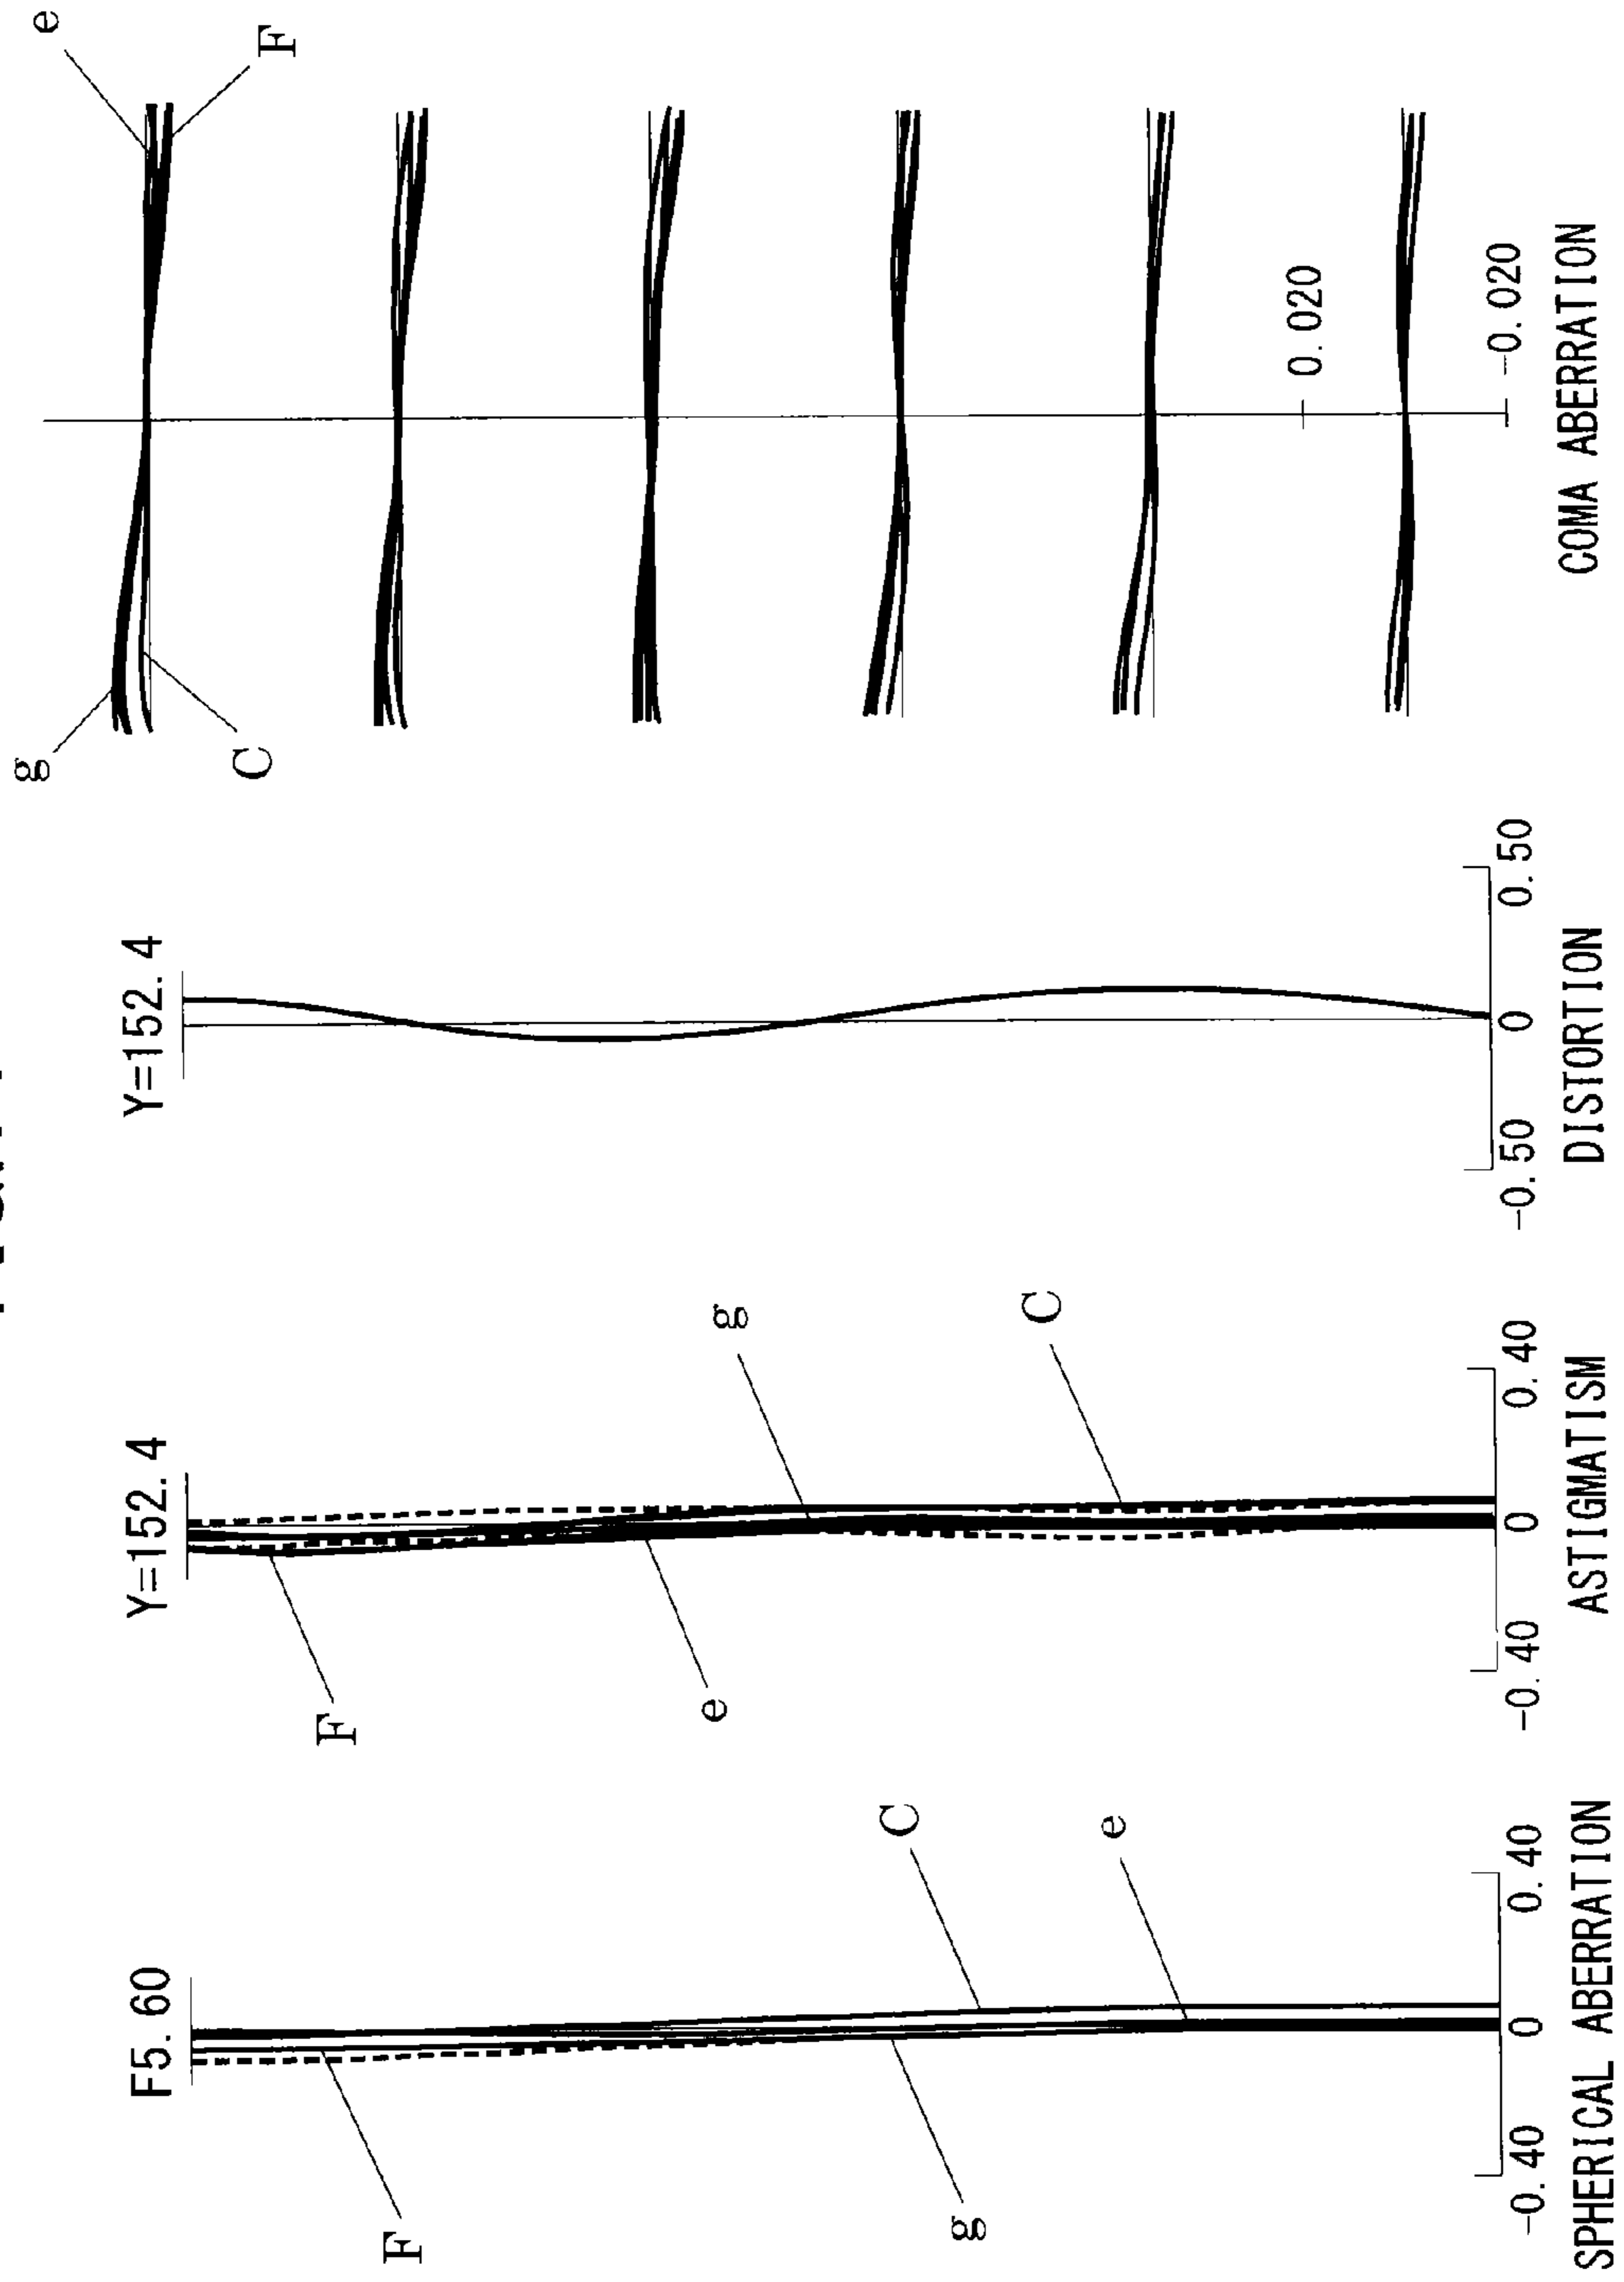 F5. 60
F
g
C
e
-0. 40
0
0. 40
SPHERICAL ABERRATION
Y=152. 4
F
e
g
C
-0. 40
0
0. 40
ASTIGMATISM
Y=152. 4
-0. 50
0
0. 50
DISTORTION
g
e
C
F
0. 020
-0. 020
COMA ABERRATION